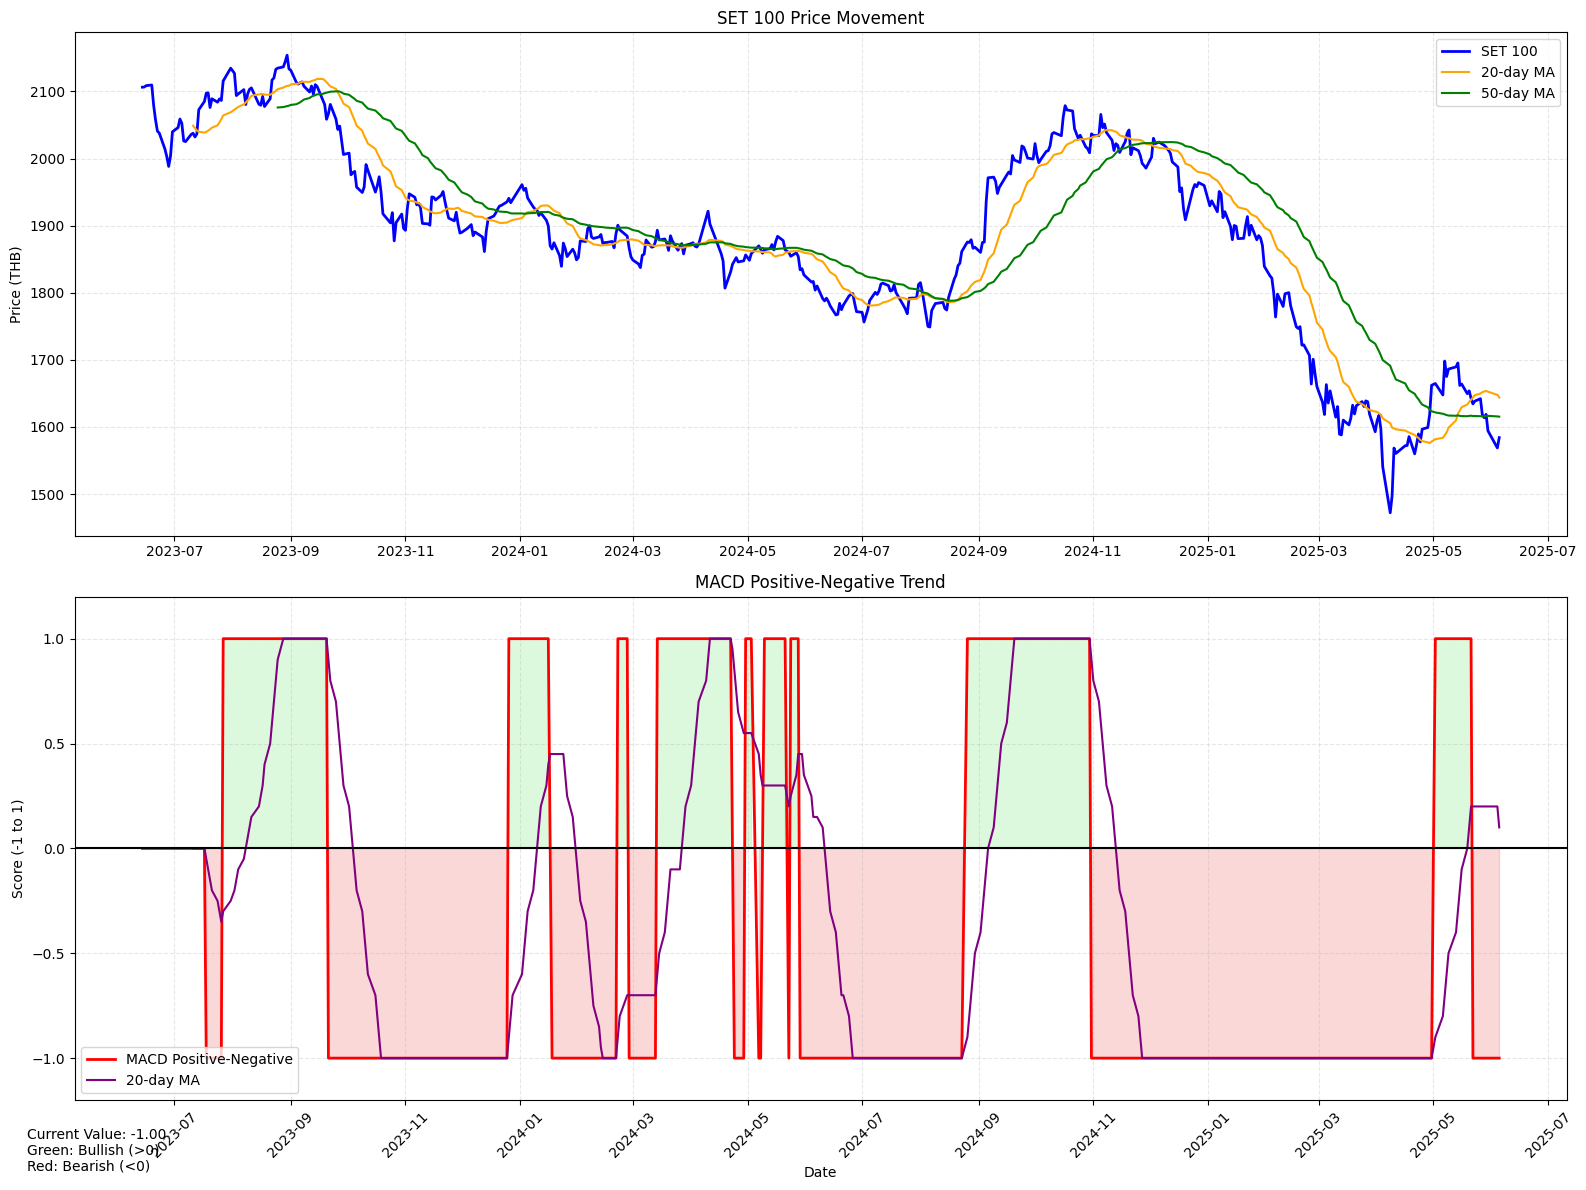 SET 100 Price Movement
Price (THB)
2100
2000
1900
1800
1700
1600
1500
SET 100
20-day MA
50-day MA
2023-07
2023-09
2023-11
2024-01
2024-03
2024-05
2024-07
2024-09
2024-11
2025-01
2025-03
2025-05
2025-07
MACD Positive-Negative Trend
Score (-1 to 1)
1.0
0.5
0.0
−0.5
−1.0
MACD Positive-Negative
20-day MA
2023-07
2023-09
2023-11
2024-01
2024-03
2024-05
2024-07
2024-09
2024-11
2025-01
2025-03
2025-05
2025-07
Date
Current Value: -1.00
Green: Bullish (>0)
Red: Bearish (<0)